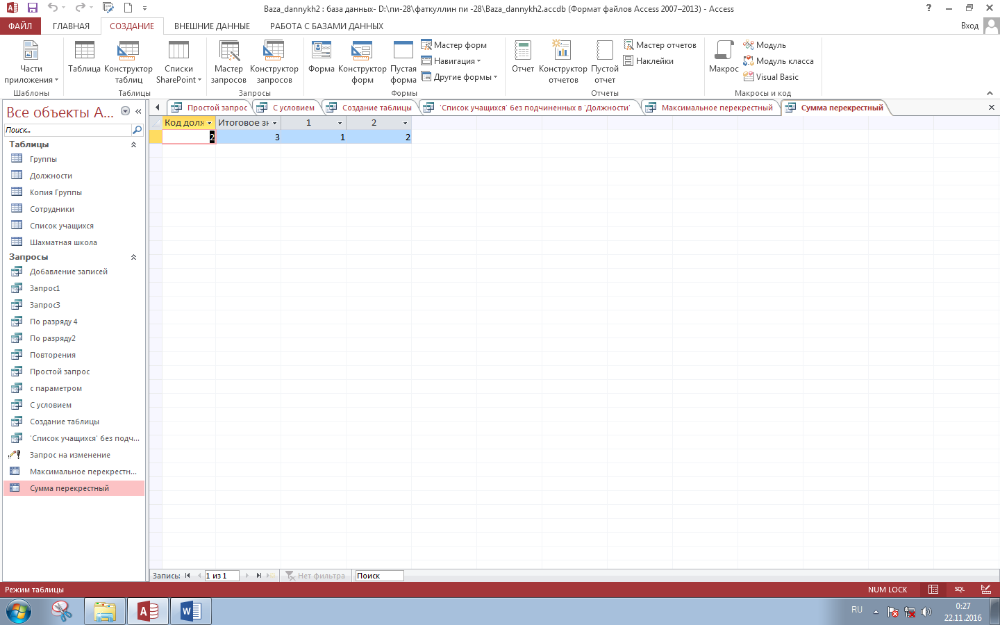 Baza_dannykh2 : база данных- D:\пи-28\фаткуллин пи -28\Baza_dannykh2.accdb (Формат файлов Access 2007–2013) - Access
ФАЙЛ ГЛАВНАЯ СОЗДАНИЕ ВНЕШНИЕ ДАННЫЕ РАБОТА С БАЗАМИ ДАННЫХ Вход
Части приложения
Шаблоны
Таблица
Конструктор таблиц
Списки SharePoint
Таблицы
Мастер запросов
Конструктор запросов
Запросы
Форма
Конструктор форм
Пустая форма
Мастер форм
Навигация
Другие формы
Формы
Отчет
Конструктор отчетов
Пустой отчет
Мастер отчетов
Наклейки
Отчеты
Макрос
Модуль
Модуль класса
Visual Basic
Макросы и код
Все объекты A...
Поиск...
Таблицы
Группы
Должности
Копия Группы
Сотрудники
Список учащихся
Шахматная школа
Запросы
Добавление записей
Запрос1
Запрос3
По разряду 4
По разряду2
Повторения
Простой запрос
с параметром
С условием
Создание таблицы
'Список учащихся' без подч...
Запрос на изменение
Максимальное перекрестн...
Сумма перекрестный
Простой запрос С условием Создание таблицы 'Список учащихся' без подчиненных в 'Должности' Максимальное перекрестный Сумма перекрестный
Код долж Итоговое зн 1 2
2 3 1 2
Запись: 1 из 1 Нет фильтра Поиск
Режим таблицы NUM LOCK SQL
RU 0:27
22.11.2016